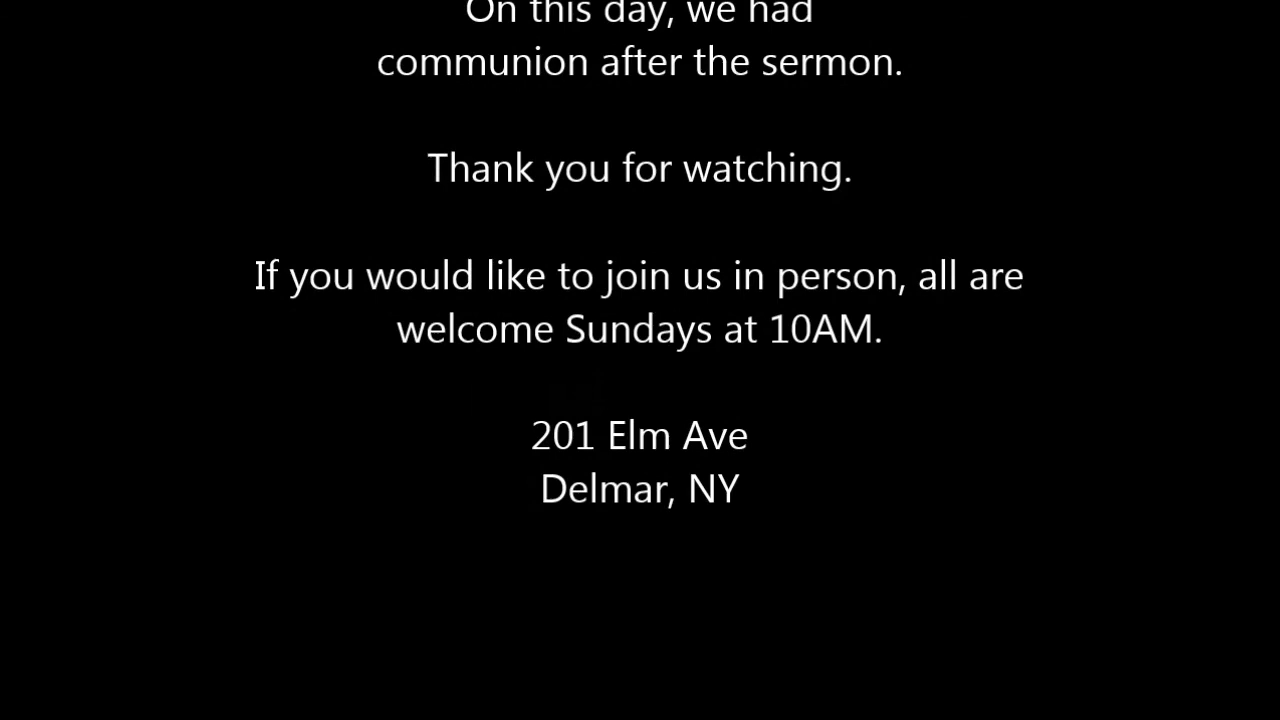 On this day, we had
communion after the sermon.
Thank you for watching.
If you would like to join us in person, all are
welcome Sundays at 10AM.
201 Elm Ave
Delmar, NY